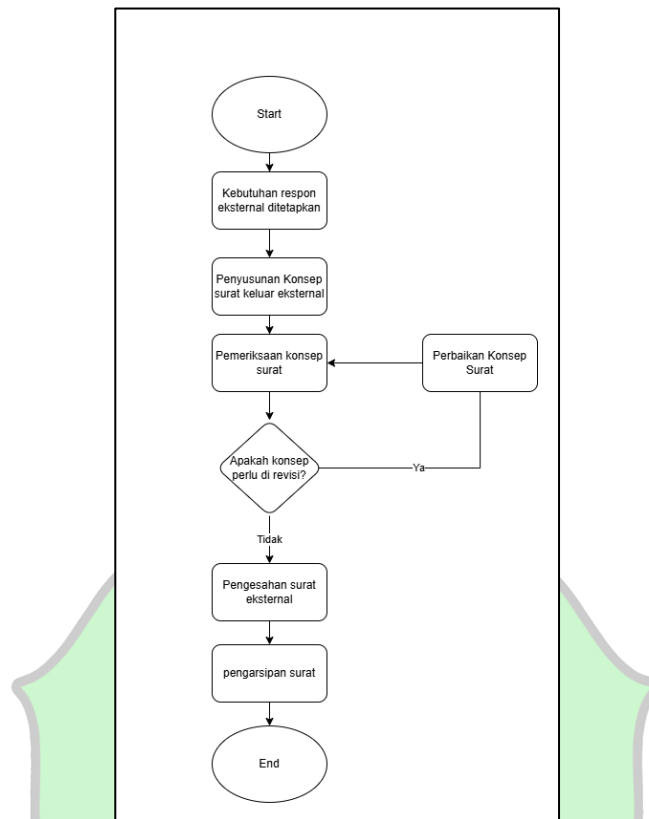 Start
Kebutuhan respon
eksternal ditetapkan
Penyusunan Konsep
surat keluar eksternal
Pemeriksaan konsep
surat
Perbaikan Konsep
Surat
Apakah konsep
perlu di revisi?
Ya
Tidak
Pengesahan surat
eksternal
pengarsipan surat
End